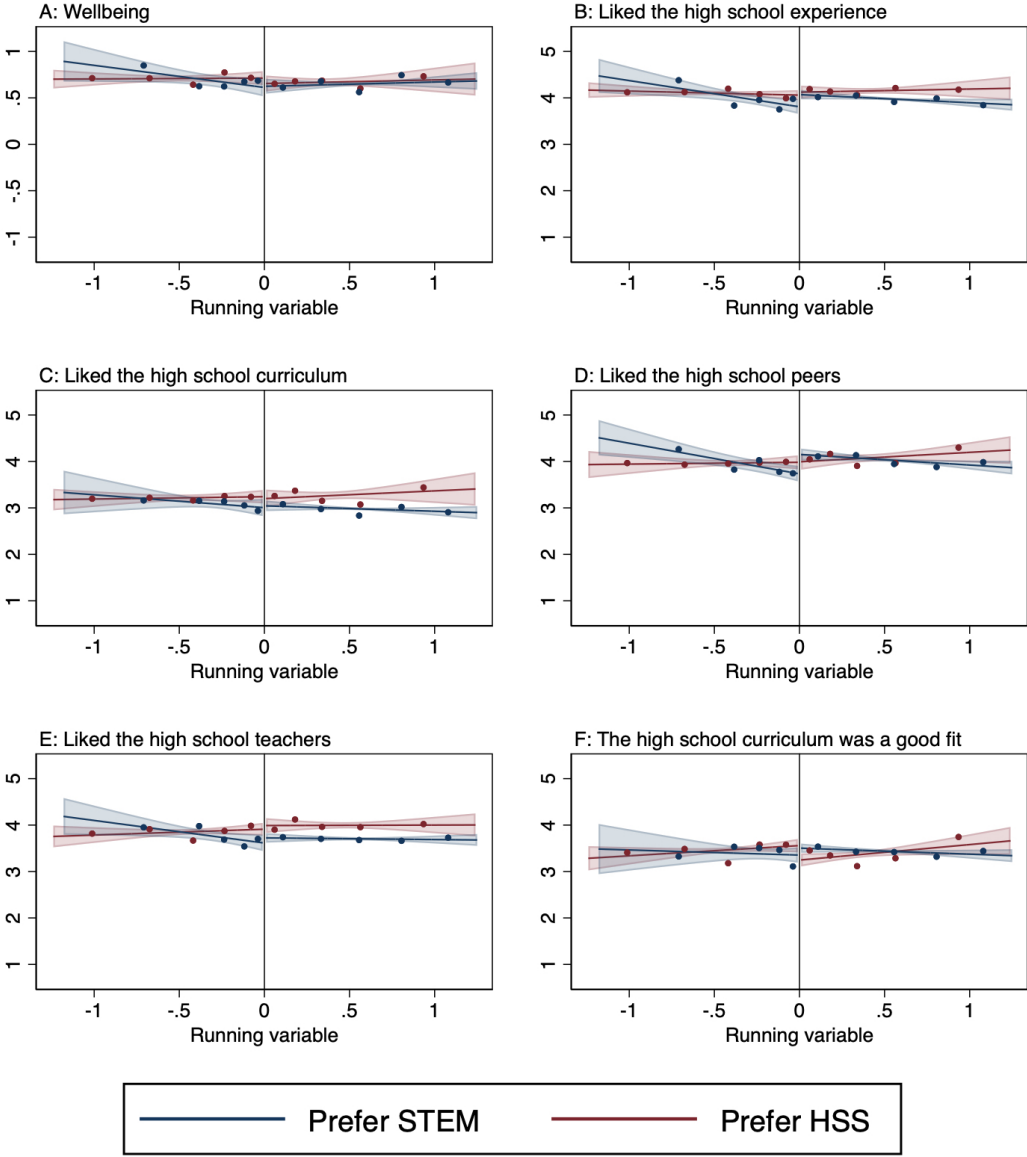 A: Wellbeing
1
.5
0
-.5
-1
-1 -.5 0 .5 1
Running variable
B: Liked the high school experience
5
4
3
2
1
-1 -.5 0 .5 1
Running variable
C: Liked the high school curriculum
5
4
3
2
1
-1 -.5 0 .5 1
Running variable
D: Liked the high school peers
5
4
3
2
1
-1 -.5 0 .5 1
Running variable
E: Liked the high school teachers
5
4
3
2
1
-1 -.5 0 .5 1
Running variable
F: The high school curriculum was a good fit
5
4
3
2
1
-1 -.5 0 .5 1
Running variable
Prefer STEM Prefer HSS